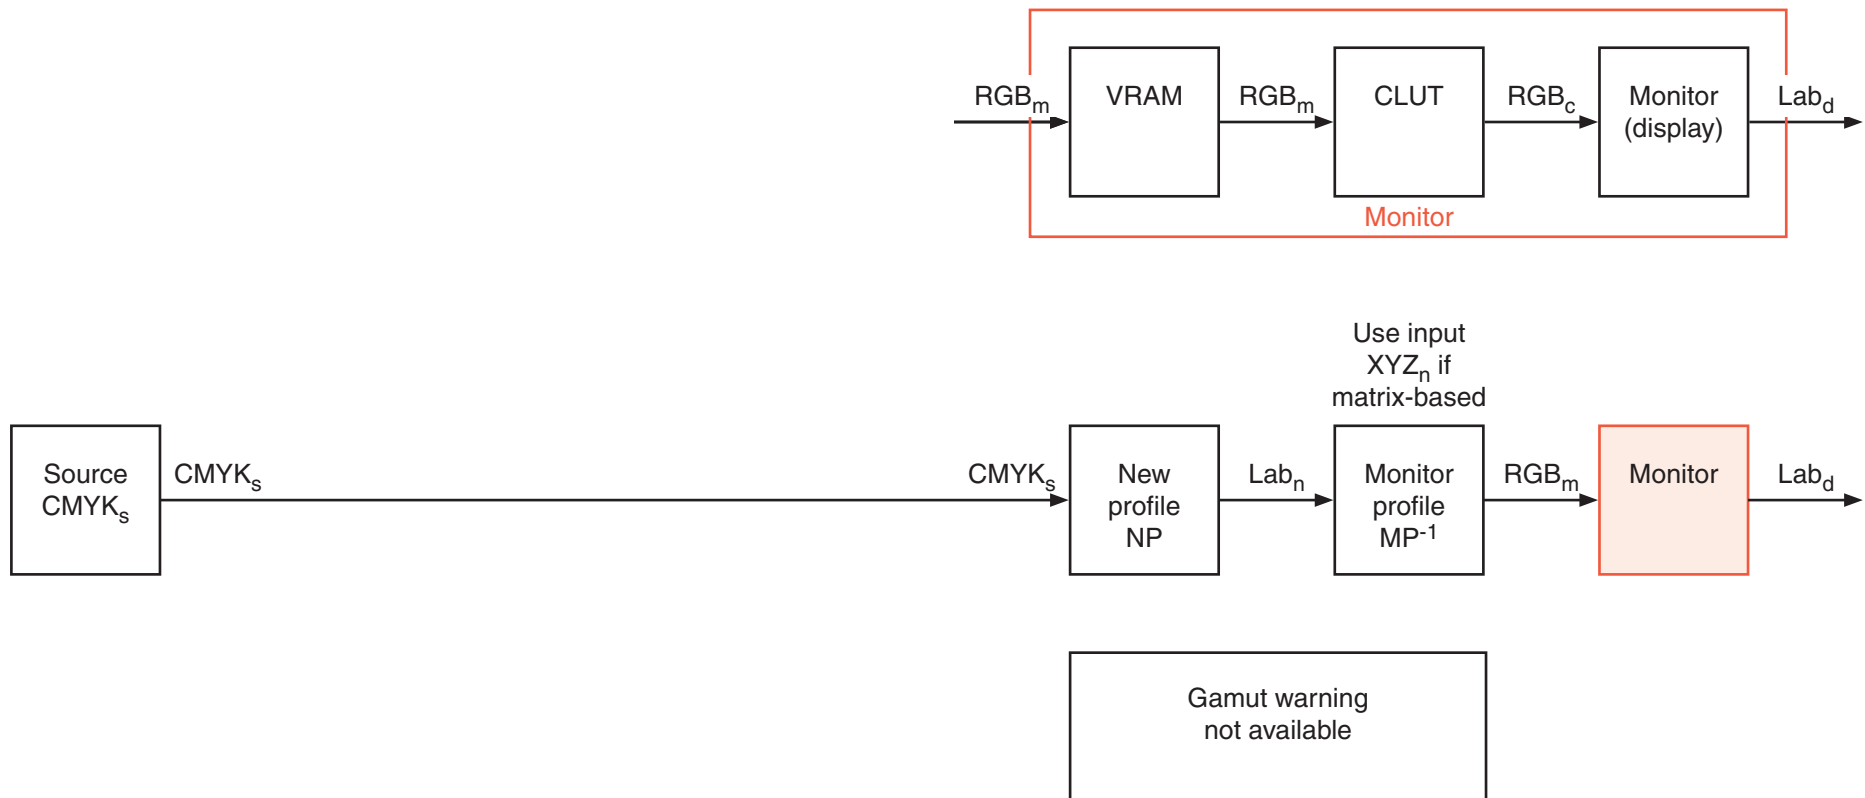 RGBm
VRAM
RGBm
CLUT
RGBc
Monitor
(display)
Labd
Monitor
Use input
XYZn if
matrix-based
Source
CMYKs
CMYKs
CMYKs
New
profile
NP
Labn
Monitor
profile
MP-1
RGBm
Monitor
Labd
Gamut warning
not available